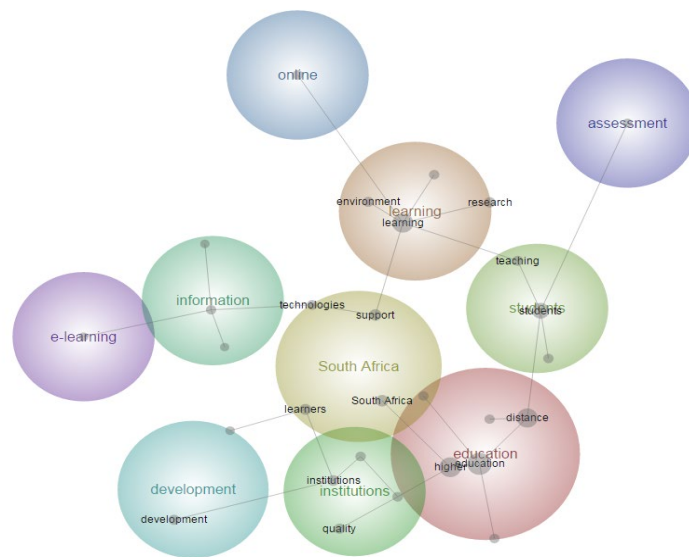 online
assessment
environment
research
learning
learning
teaching
information
technologies
students
students
support
e-learning
South Africa
South Africa
learners
distance
education
education
higher
institutions
institutions
development
development
quality